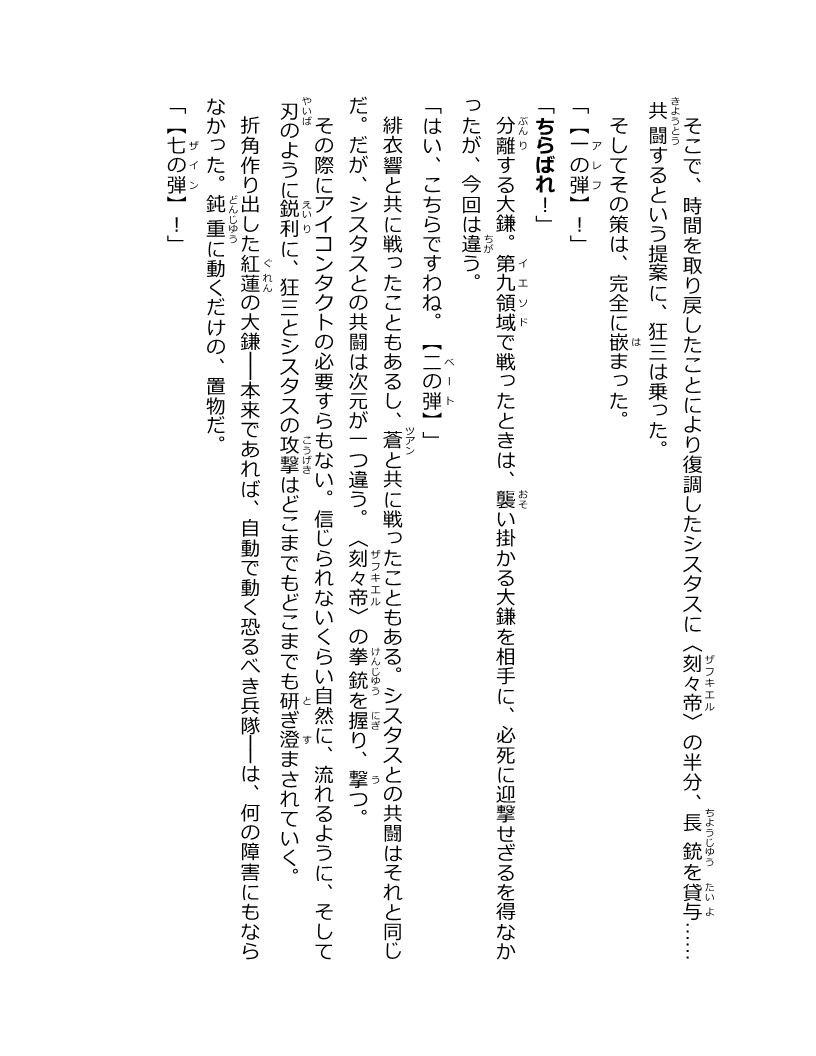 そこで、時間を取り戻したことにより復調したシスタスに〈刻々帝〉の半分、長銃を貸与……
共闘するという提案に、狂三は乗った。
そしてその策は、完全に嵌まった。
「【一の弾】！」
「ちらばれ！」
分離する大鎌。第九領域で戦ったときは、襲い掛かる大鎌を相手に、必死に迎撃せざるを得なか
ったが、今回は違う。
「はい、こちらですわね。【二の弾】」
緋衣響と共に戦ったこともあるし、蒼と共に戦ったこともある。シスタスとの共闘はそれと同じ
だ。だが、シスタスとの共闘は次元が一つ違う。〈刻々帝〉の拳銃を握り、撃つ。
その際にアイコンタクトの必要すらもない。信じられないくらい自然に、流れるように、そして
刃のように鋭利に、狂三とシスタスの攻撃はどこまでもどこまでも研ぎ澄まされていく。
折角作り出した紅蓮の大鎌──本来であれば、自動で動く恐るべき兵隊──は、何の障害にもなら
なかった。鈍重に動くだけの、置物だ。
「【七の弾】！」